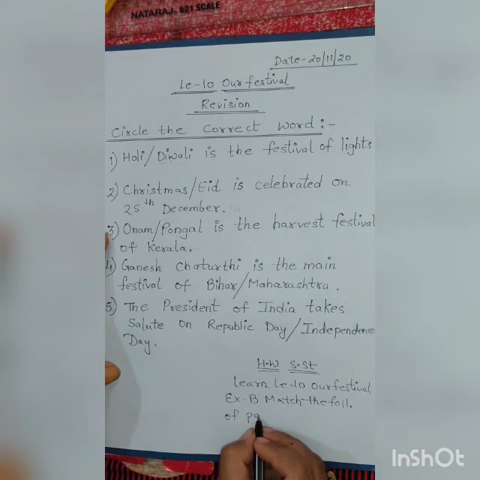 NATARAJ. 621 SCALE
Date-20/11/20
Le-10 Our festival
Revision
Circle the Correct Word:-
1) Holi/Diwali is the festival of lights
2) Christmas/Eid is celebrated on
25th December.
3) Onam/Pongal is the harvest festival
of Kerala.
4) Ganesh Chaturthi is the main
festival of Bihar/Maharashtra.
5) The President of India takes
Salute on Republic Day/Independence
Day.
H.W S.St
Learn Le-10 Our festival
Ex-B Match the foll.
of pg
InShOt